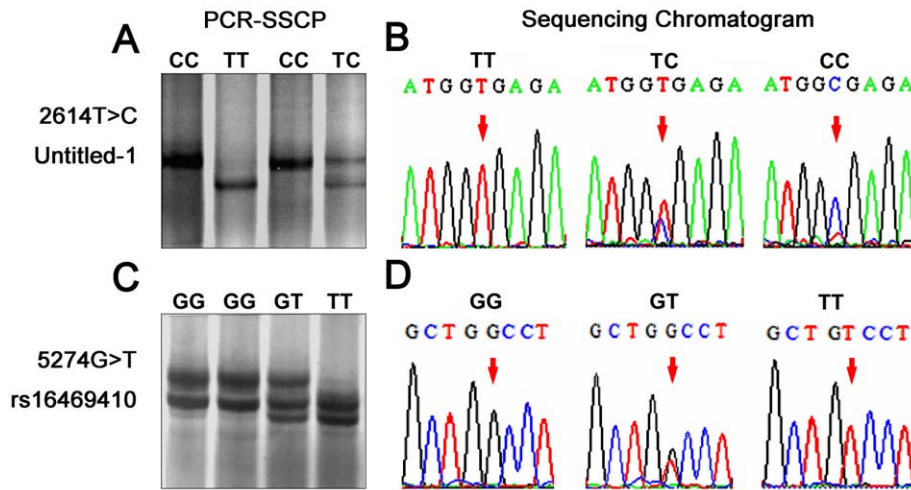 PCR-SSCP
Sequencing Chromatogram
A
CC TT CC TC
2614T>C
Untitled-1
B
TT TC CC
ATGGTGAGA ATGGTGAGA ATGGCGAGA
C
GG GG GT TT
5274G>T
rs16469410
D
GG GT TT
GCTGGCCT GCTGGCCT GCTGTCCT